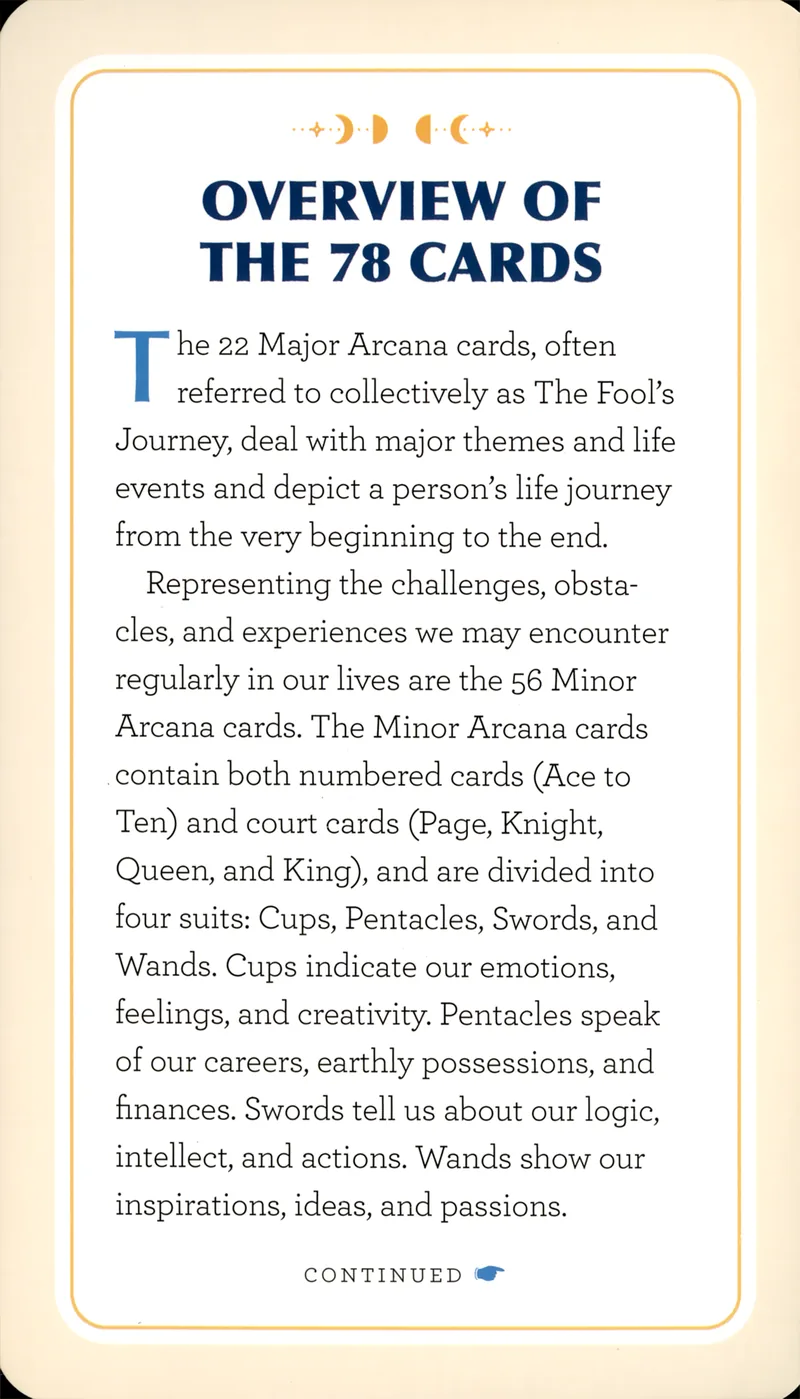 OVERVIEW OF
THE 78 CARDS
The 22 Major Arcana cards, often
referred to collectively as The Fool’s
Journey, deal with major themes and life
events and depict a person’s life journey
from the very beginning to the end.
Representing the challenges, obsta-
cles, and experiences we may encounter
regularly in our lives are the 56 Minor
Arcana cards. The Minor Arcana cards
contain both numbered cards (Ace to
Ten) and court cards (Page, Knight,
Queen, and King), and are divided into
four suits: Cups, Pentacles, Swords, and
Wands. Cups indicate our emotions,
feelings, and creativity. Pentacles speak
of our careers, earthly possessions, and
finances. Swords tell us about our logic,
intellect, and actions. Wands show our
inspirations, ideas, and passions.
CONTINUED